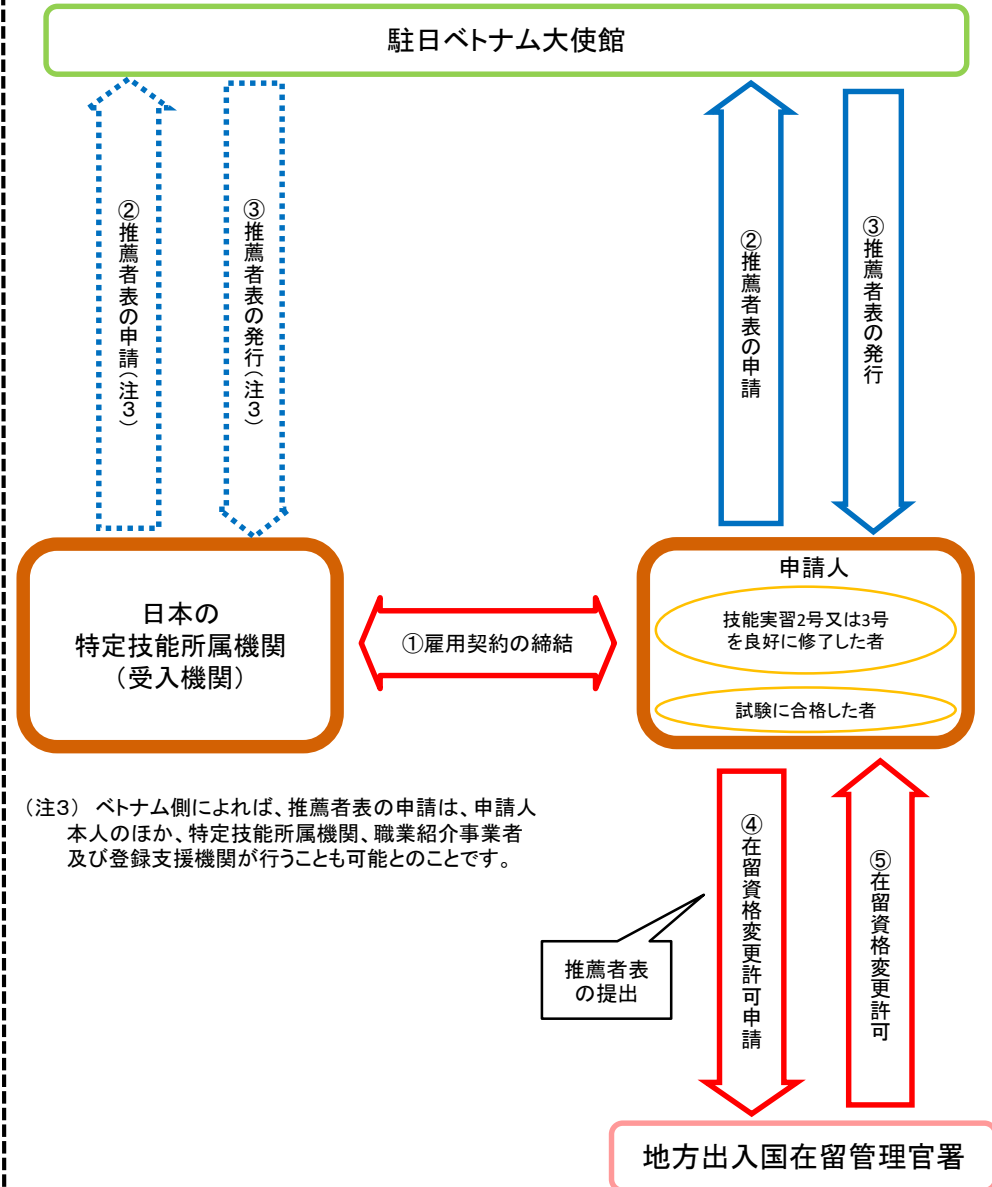 駐日ベトナム大使館
②推薦者表の申請(注3)
③推薦者表の発行(注3)
②推薦者表の申請
③推薦者表の発行
日本の
特定技能所属機関
(受入機関)
①雇用契約の締結
申請人
技能実習2号又は3号
を良好に修了した者
試験に合格した者
(注3) ベトナム側によれば、推薦者表の申請は、申請人
本人のほか、特定技能所属機関、職業紹介事業者
及び登録支援機関が行うことも可能とのことです。
推薦者表
の提出
④在留資格変更許可申請
⑤在留資格変更許可
地方出入国在留管理官署